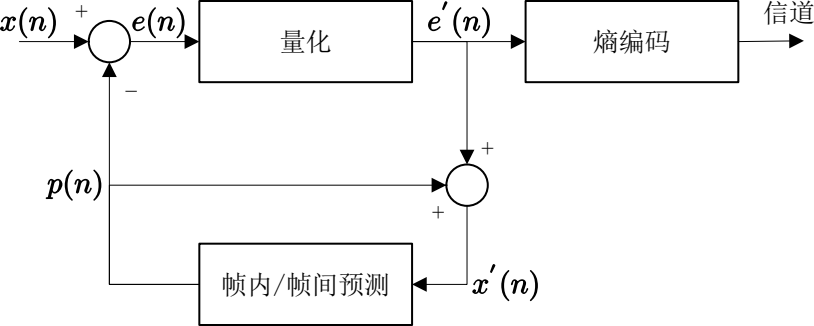 x(n)
+
e(n)
量化
e′(n)
熵编码
信道
−
+
p(n)
+
帧内/帧间预测
x′(n)